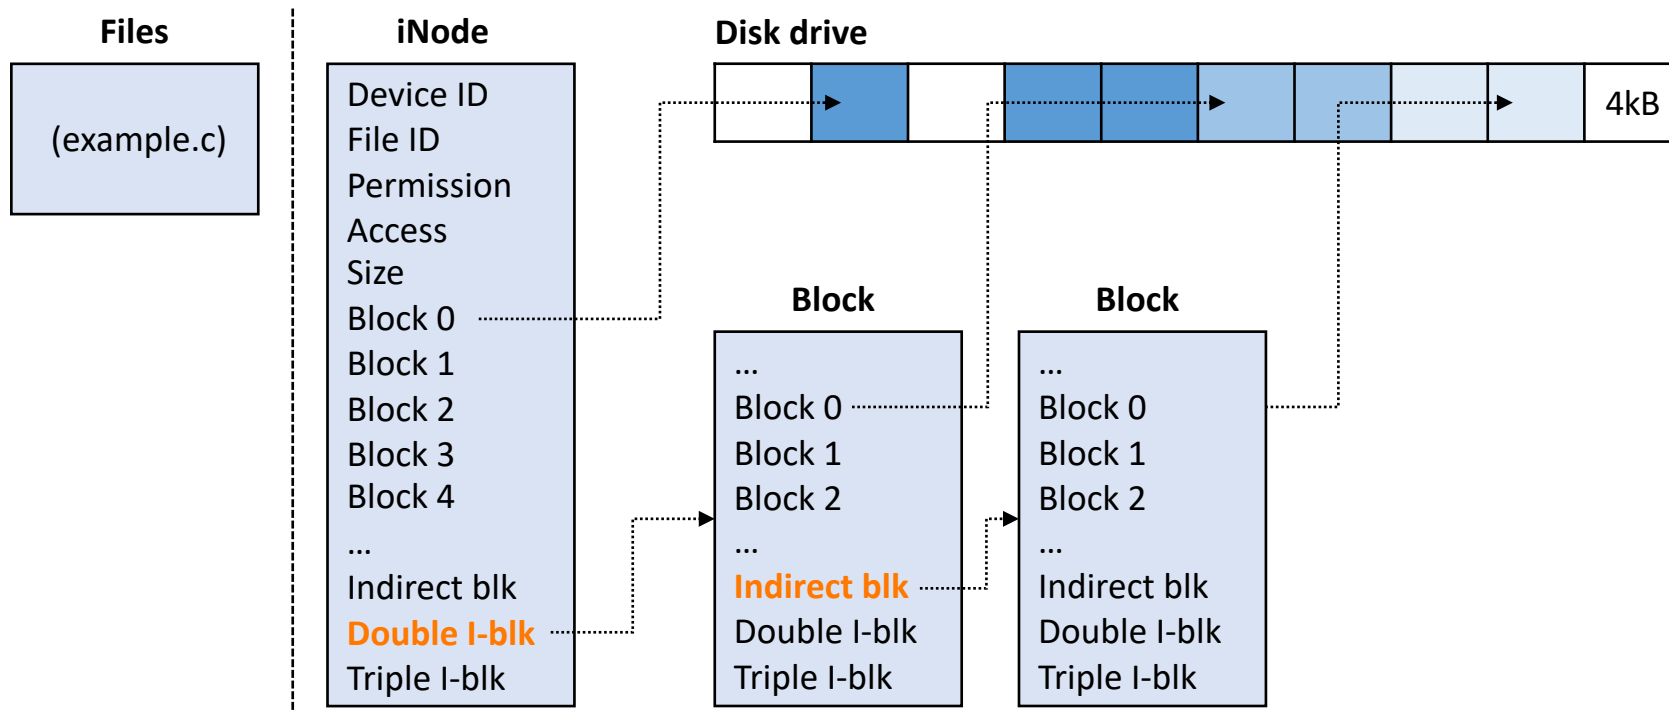 Files
(example.c)
iNode
Device ID
File ID
Permission
Access
Size
Block 0
Block 1
Block 2
Block 3
Block 4
...
Indirect blk
Double I-blk
Triple I-blk
Disk drive
4kB
Block
...
Block 0
Block 1
Block 2
...
Indirect blk
Double I-blk
Triple I-blk
Block
...
Block 0
Block 1
Block 2
...
Indirect blk
Double I-blk
Triple I-blk